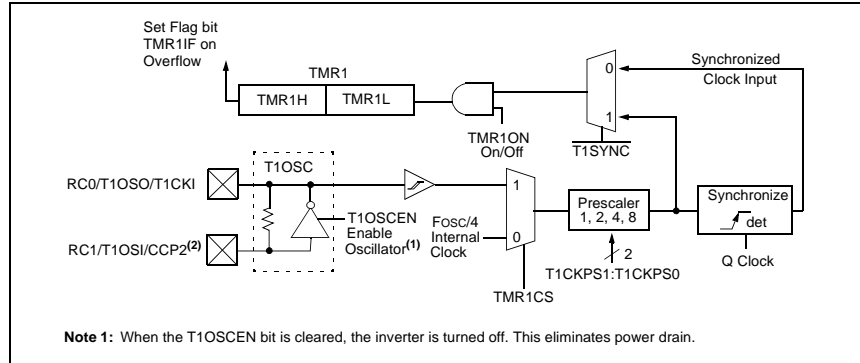 Set Flag bit
TMR1IF on
Overflow
TMR1
TMR1H
TMR1L
TMR1ON
On/Off
0
1
T1SYNC
Synchronized
Clock Input
RC0/T1OSO/T1CKI
T1OSC
RC1/T1OSI/CCP2(2)
T1OSCEN
Enable
Oscillator(1)
FOSC/4
Internal
Clock
1
0
TMR1CS
Prescaler
1, 2, 4, 8
2
T1CKPS1:T1CKPS0
Synchronize
det
Q Clock
Note 1: When the T1OSCEN bit is cleared, the inverter is turned off. This eliminates power drain.